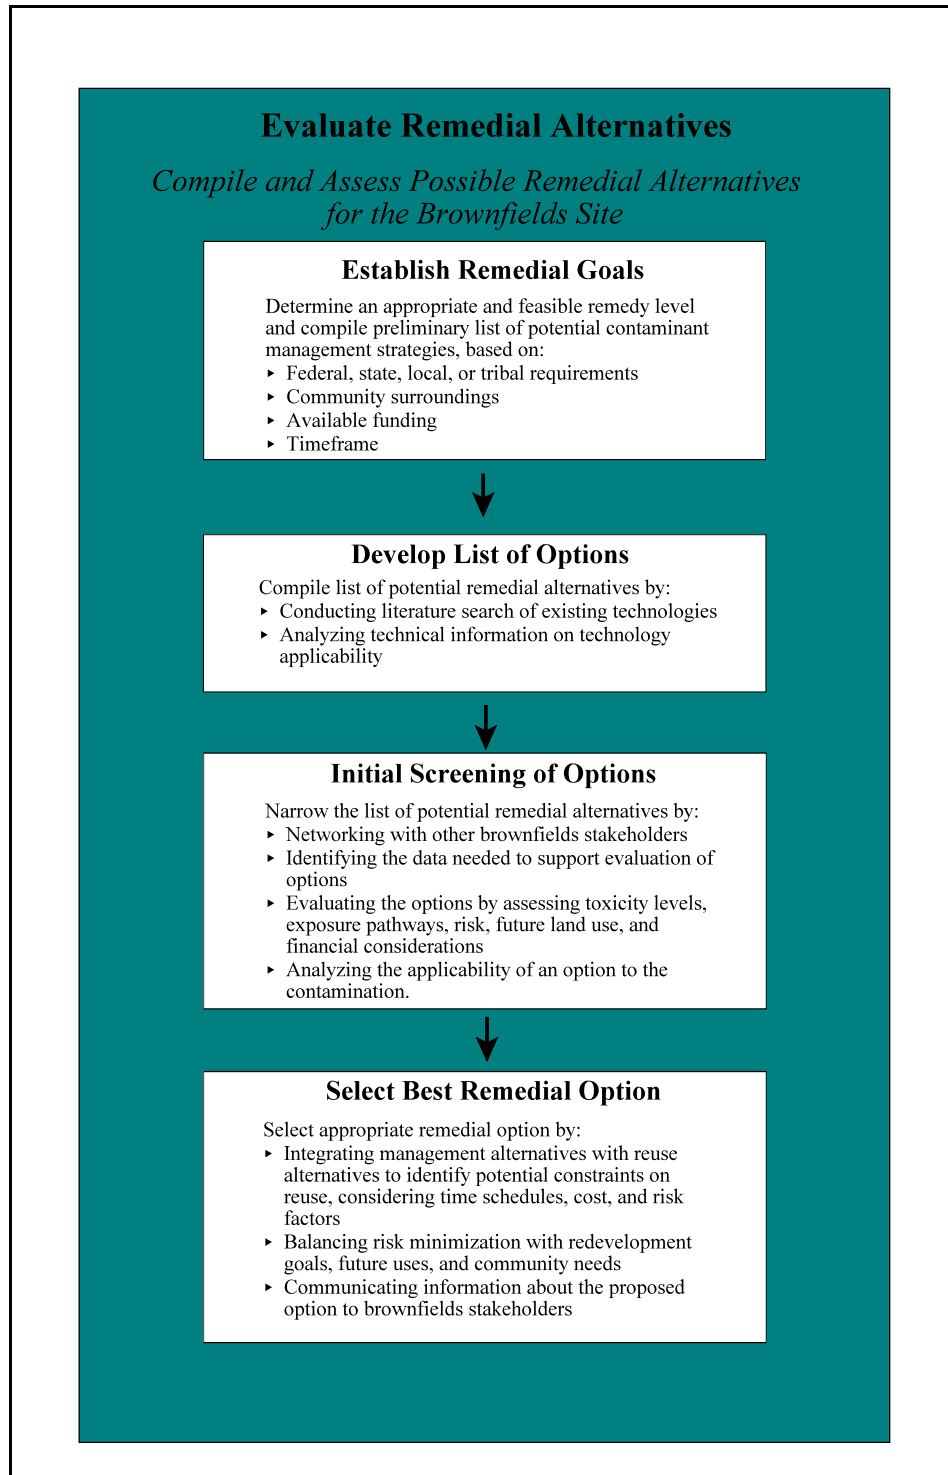 Evaluate Remedial Alternatives
Compile and Assess Possible Remedial Alternatives
for the Brownfields Site
Establish Remedial Goals
Determine an appropriate and feasible remedy level
and compile preliminary list of potential contaminant
management strategies, based on:
‣ Federal, state, local, or tribal requirements
‣ Community surroundings
‣ Available funding
‣ Timeframe
Develop List of Options
Compile list of potential remedial alternatives by:
‣ Conducting literature search of existing technologies
‣ Analyzing technical information on technology
applicability
Initial Screening of Options
Narrow the list of potential remedial alternatives by:
‣ Networking with other brownfields stakeholders
‣ Identifying the data needed to support evaluation of
options
‣ Evaluating the options by assessing toxicity levels,
exposure pathways, risk, future land use, and
financial considerations
‣ Analyzing the applicability of an option to the
contamination.
Select Best Remedial Option
Select appropriate remedial option by:
‣ Integrating management alternatives with reuse
alternatives to identify potential constraints on
reuse, considering time schedules, cost, and risk
factors
‣ Balancing risk minimization with redevelopment
goals, future uses, and community needs
‣ Communicating information about the proposed
option to brownfields stakeholders